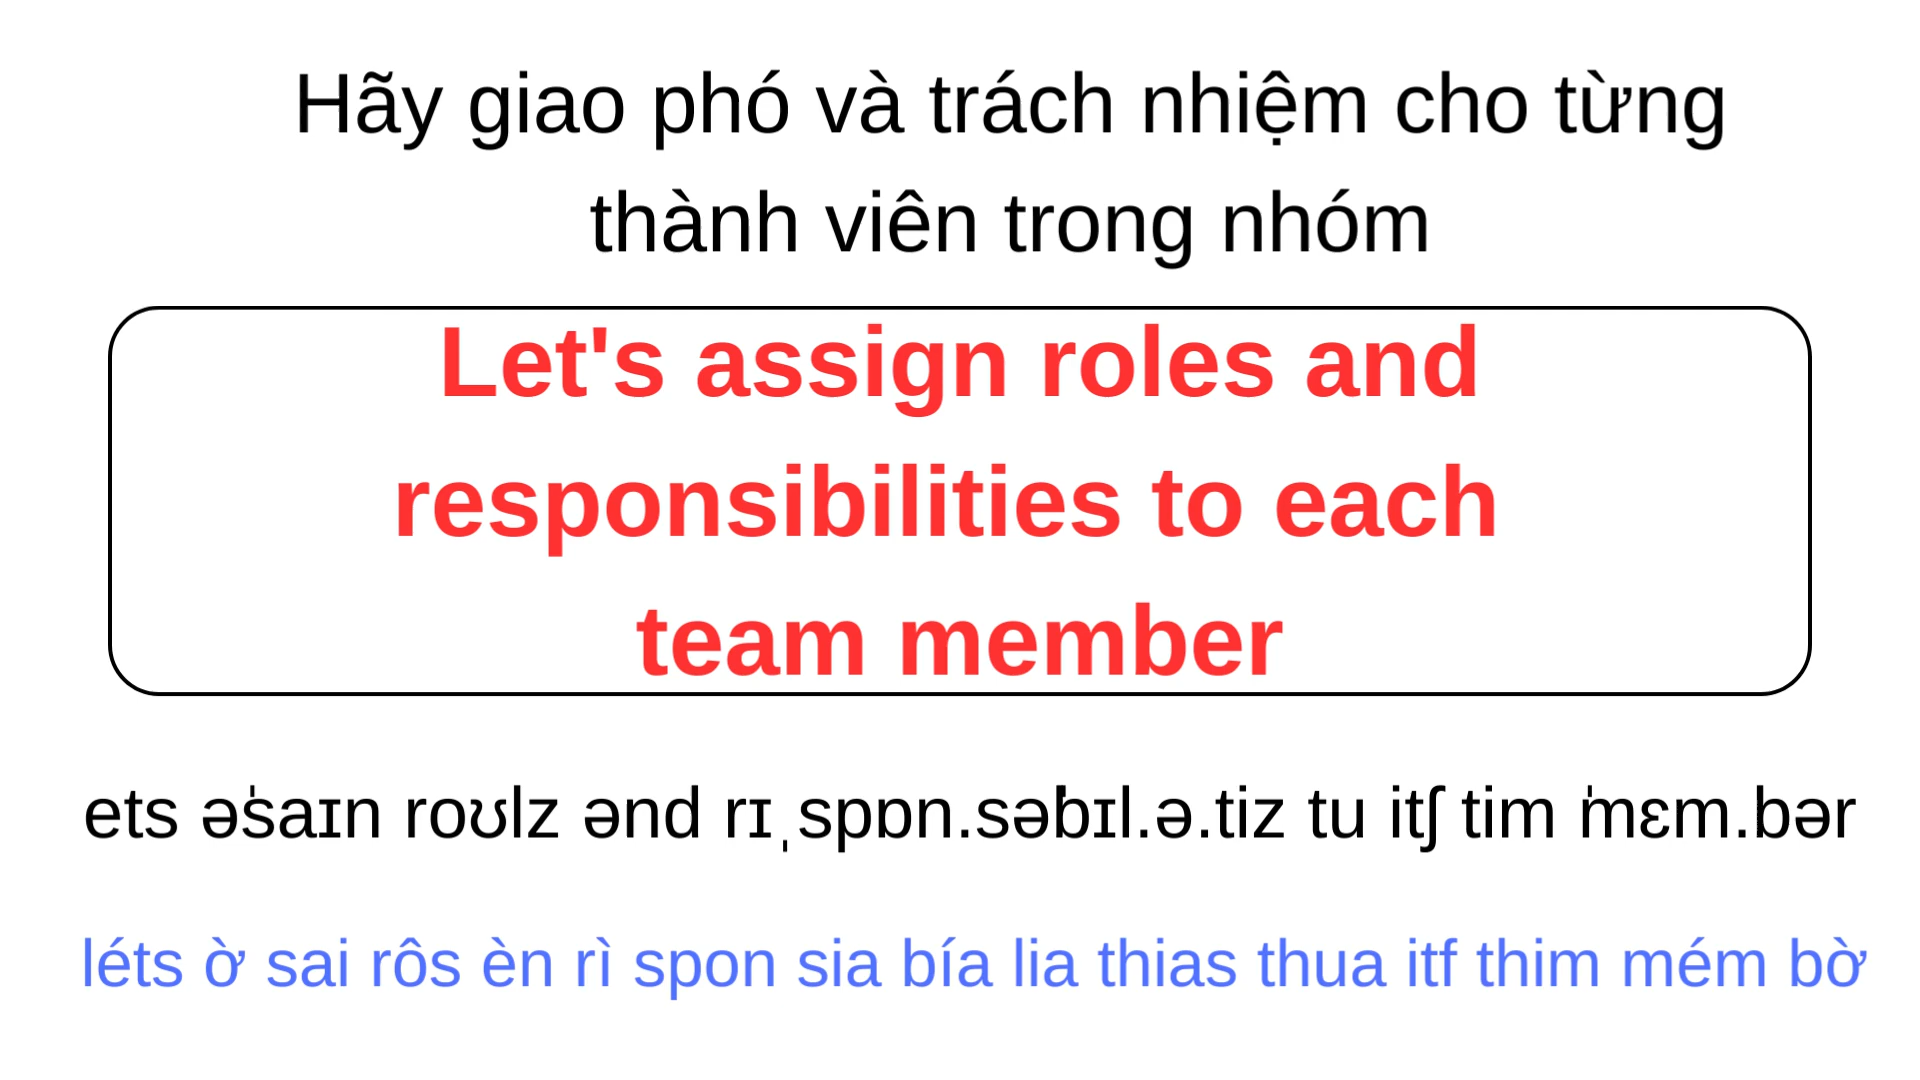 Hãy giao phó và trách nhiệm cho từng
thành viên trong nhóm
Let's assign roles and
responsibilities to each
team member
ets əˈsaɪn roʊlz ənd rɪˌspɒn.səˈbɪl.ə.tiz tu itʃ tim ˈmɛm.bər
léts ờ sai rôs èn rì spon sia bía lia thias thua itf thim mém bờ